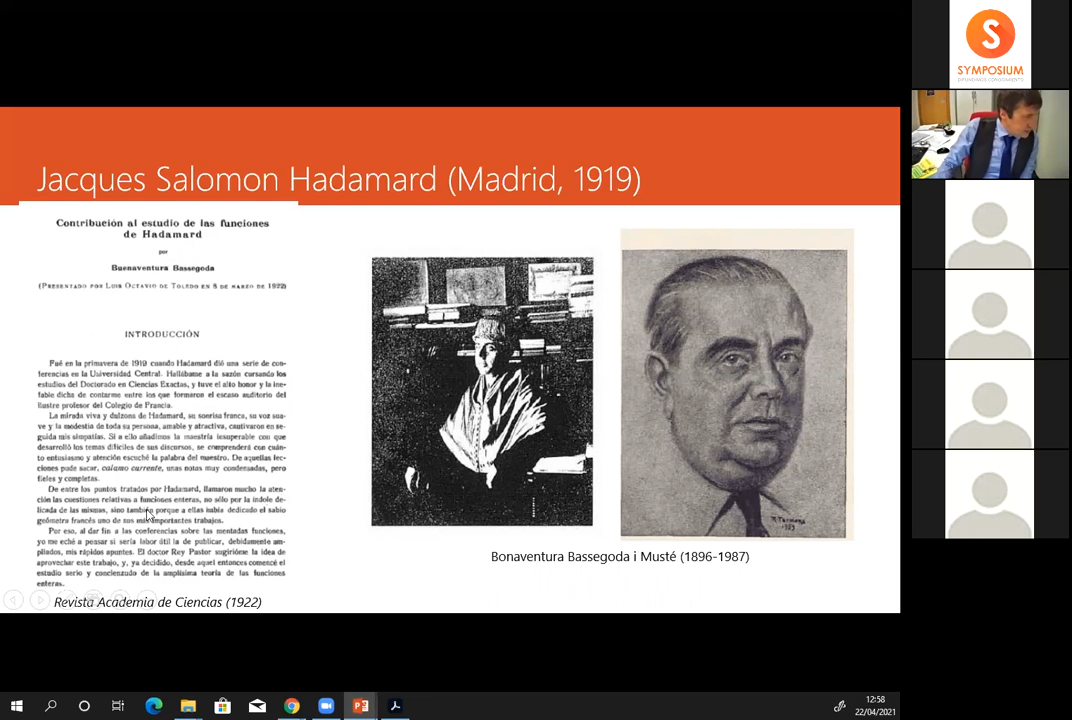 Jacques Salomon Hadamard (Madrid, 1919)
Contribución al estudio de las funciones
de Hadamard
por
Buenaventura Bassegoda
(PRESENTADO POR LUIS OCTAVIO DE TOLEDO EN 8 DE MARZO DE 1922)
INTRODUCCIÓN
Fué en la primavera de 1919 cuando Hadamard dió una serie de con-
ferencias en la Universidad Central. Hallábame a la sazón cursando los
estudios del Doctorado en Ciencias Exactas, y tuve el alto honor y la ine-
fable dicha de contarme entre los que formaron el escaso auditorio del
ilustre profesor del Colegio de Francia.
La mirada viva y dulzona de Hadamard, su sonrisa franca, su voz sua-
ve y la modestia de toda su persona, amable y atractiva, cautivaron en se-
guida mis simpatías. Si a ello añadimos la maestría insuperable con que
desarrolló los temas difíciles de sus discursos, se comprenderá con cuán-
to entusiasmo y atención escuché la palabra del maestro. De aquellas lec-
ciones pude sacar, calamo currente, unas notas muy condensadas, pero
fieles y completas.
De entre los puntos tratados por Hadamard, llamaron mucho la aten-
ción las cuestiones relativas a funciones enteras, no sólo por la índole de-
licada de las mismas, sino también porque a ellas había dedicado el sabio
geómetra francés uno de sus más importantes trabajos.
Por eso, al dar fin a las conferencias sobre las mentadas funciones,
yo me eché a pensar si sería labor útil la de publicar, debidamente am-
pliados, mis rápidos apuntes. El doctor Rey Pastor sugirióme la idea de
aprovechar este trabajo, y, ya decidido, desde aquel entonces comencé el
estudio serio y concienzudo de la amplísima teoría de las funciones
enteras.
Revista Academia de Ciencias (1922)
Bonaventura Bassegoda i Musté (1896-1987)
S
SYMPOSIUM
12:58
22/04/2021